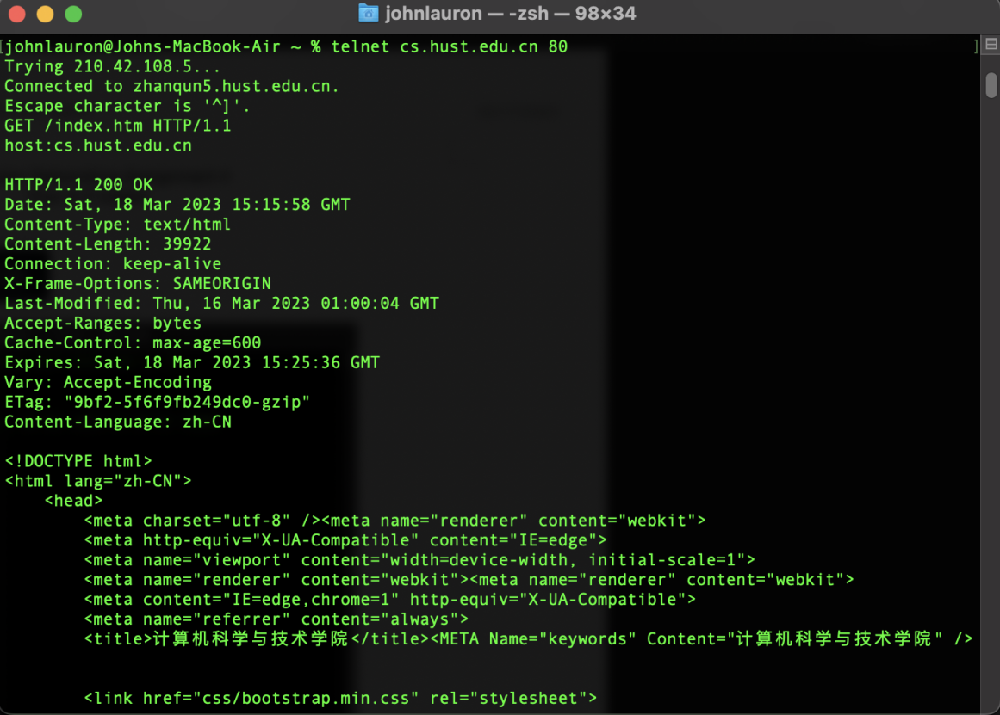 johnlauron — -zsh — 98×34
[johnlauron@Johns-MacBook-Air ~ % telnet cs.hust.edu.cn 80 ]
Trying 210.42.108.5...
Connected to zhanqun5.hust.edu.cn.
Escape character is '^]'.
GET /index.htm HTTP/1.1
host:cs.hust.edu.cn

HTTP/1.1 200 OK
Date: Sat, 18 Mar 2023 15:15:58 GMT
Content-Type: text/html
Content-Length: 39922
Connection: keep-alive
X-Frame-Options: SAMEORIGIN
Last-Modified: Thu, 16 Mar 2023 01:00:04 GMT
Accept-Ranges: bytes
Cache-Control: max-age=600
Expires: Sat, 18 Mar 2023 15:25:36 GMT
Vary: Accept-Encoding
ETag: "9bf2-5f6f9fb249dc0-gzip"
Content-Language: zh-CN

<!DOCTYPE html>
<html lang="zh-CN">
    <head>
        <meta charset="utf-8" /><meta name="renderer" content="webkit">
        <meta http-equiv="X-UA-Compatible" content="IE=edge">
        <meta name="viewport" content="width=device-width, initial-scale=1">
        <meta name="renderer" content="webkit"><meta name="renderer" content="webkit">
        <meta content="IE=edge,chrome=1" http-equiv="X-UA-Compatible">
        <meta name="referrer" content="always">
        <title>计算机科学与技术学院</title><META Name="keywords" Content="计算机科学与技术学院" />

        <link href="css/bootstrap.min.css" rel="stylesheet">